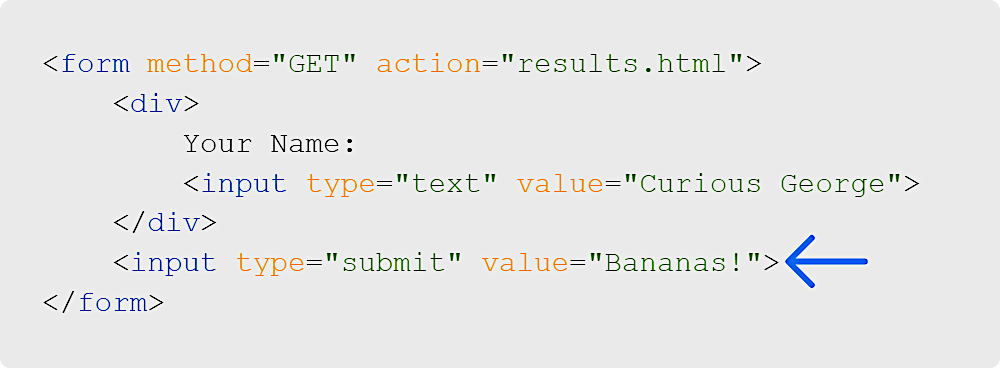 <form method="GET" action="results.html">
<div>
Your Name:
<input type="text" value="Curious George">
</div>
<input type="submit" value="Bananas!">
</form>